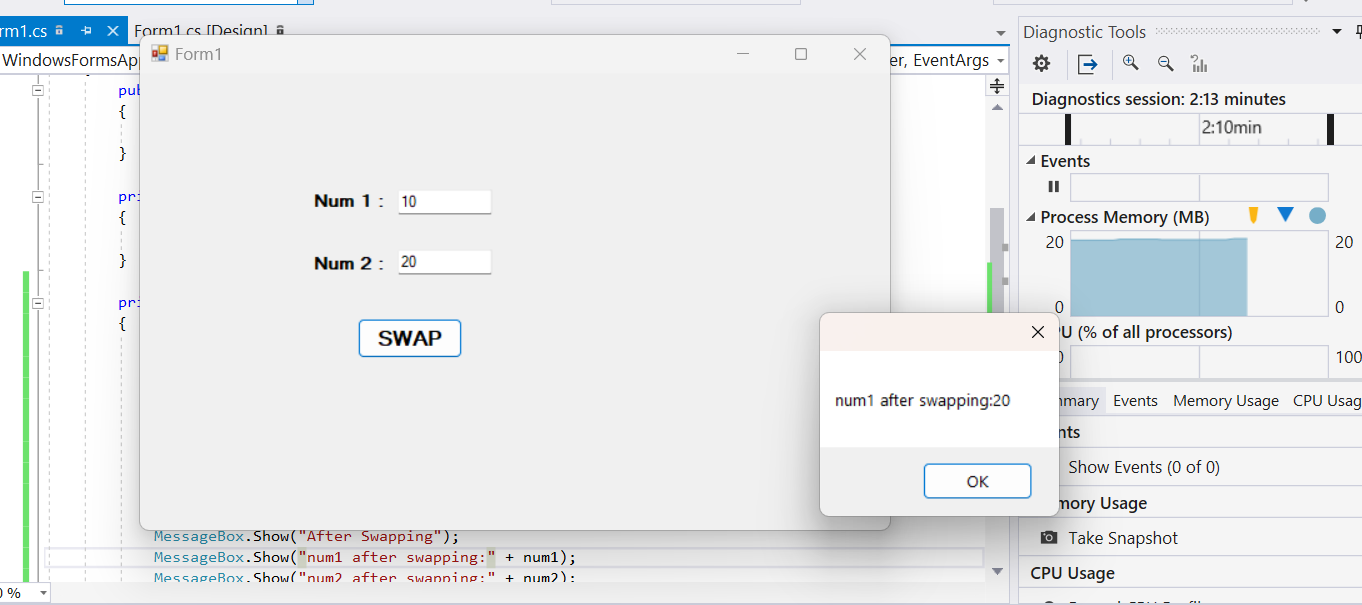 rm1.cs
Form1.cs [Design]
WindowsFormsAp
er, EventArgs
pub
{
}
pri
{
}
pri
{
MessageBox.Show("After Swapping");
MessageBox.Show("num1 after swapping:" + num1);
MessageBox.Show("num2 after swapping:" + num2);
0 %
Form1
Num 1 :
10
Num 2 :
20
SWAP
num1 after swapping:20
OK
Diagnostic Tools
Diagnostics session: 2:13 minutes
2:10min
Events
Process Memory (MB)
20
20
0
0
PU (% of all processors)
100
mmary
Events
Memory Usage
CPU Usag
nts
Show Events (0 of 0)
mory Usage
Take Snapshot
CPU Usage